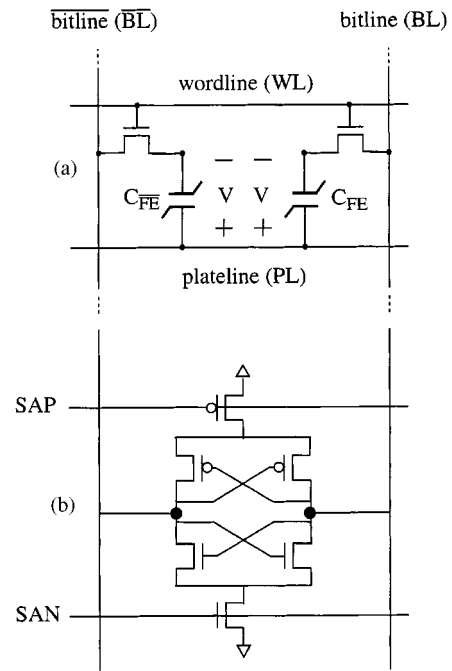 bitline (BL) bitline (BL)
wordline (WL)
(a)
− −
C_FE V V C_FE
+ +
plateline (PL)
SAP
(b)
SAN